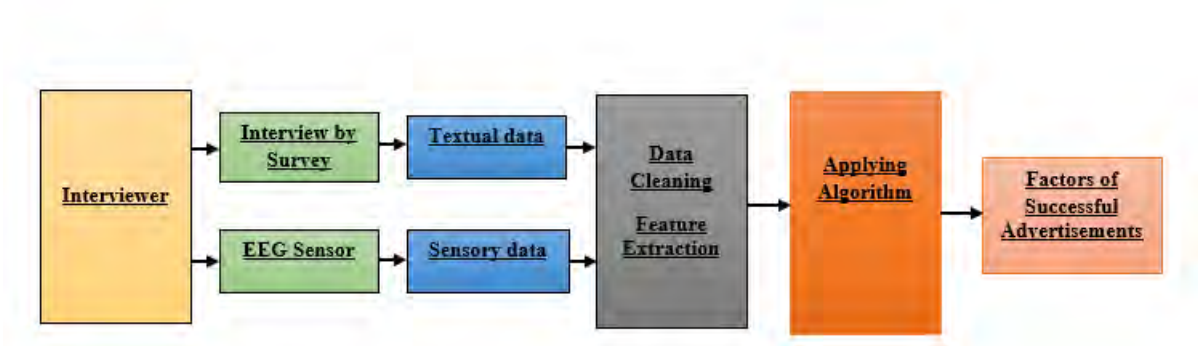 Interviewer
Interview by
Survey
EEG Sensor
Textual data
Sensory data
Data
Cleaning
Feature
Extraction
Applying
Algorithm
Factors of
Successful
Advertisements